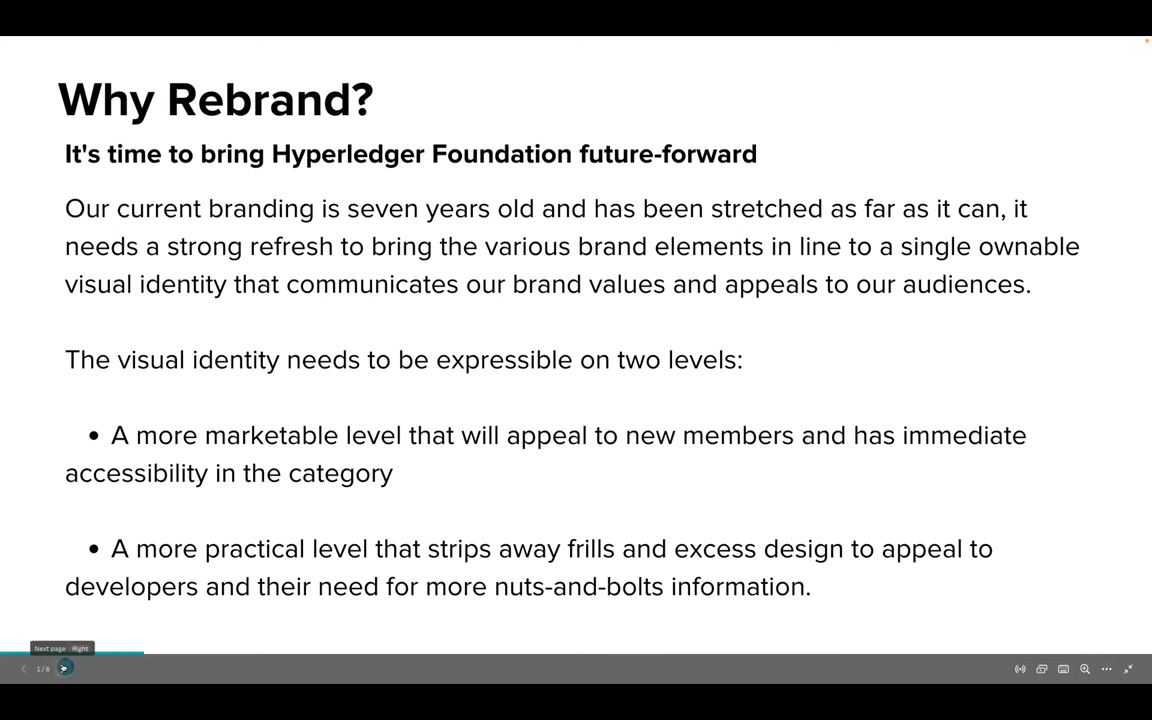 Why Rebrand?
It's time to bring Hyperledger Foundation future-forward
Our current branding is seven years old and has been stretched as far as it can, it
needs a strong refresh to bring the various brand elements in line to a single ownable
visual identity that communicates our brand values and appeals to our audiences.
The visual identity needs to be expressible on two levels:
• A more marketable level that will appeal to new members and has immediate
accessibility in the category
• A more practical level that strips away frills and excess design to appeal to
developers and their need for more nuts-and-bolts information.
Next page Right
1 / 8